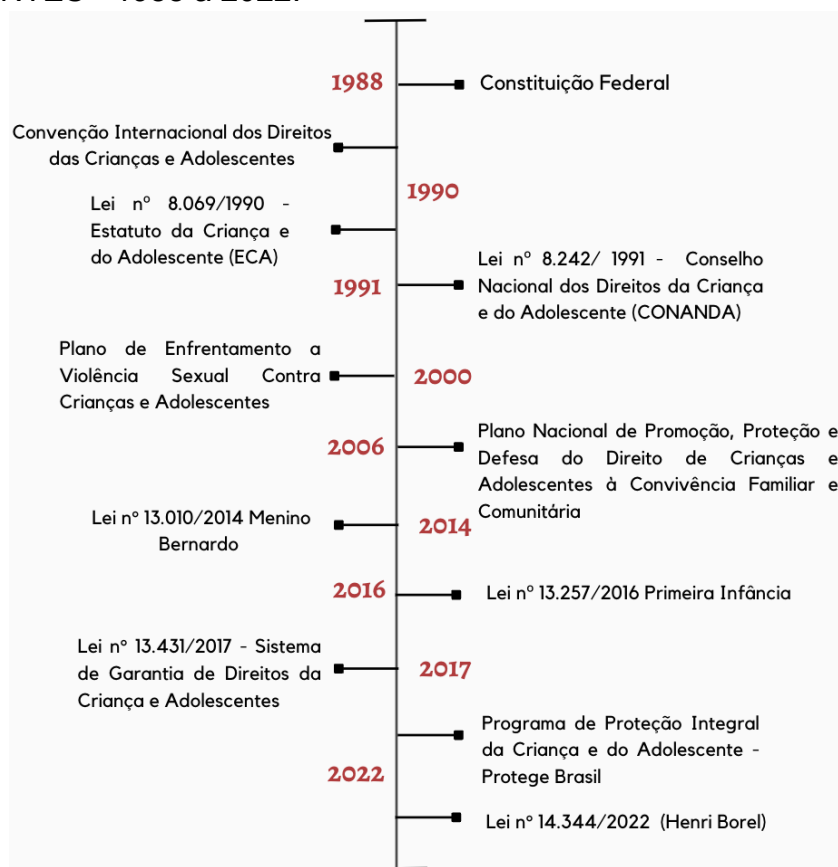 1988
Constituição Federal
Convenção Internacional dos Direitos
das Crianças e Adolescentes
1990
Lei nº 8.069/1990 -
Estatuto da Criança e
do Adolescente (ECA)
1991
Lei nº 8.242/ 1991 - Conselho
Nacional dos Direitos da Criança
e do Adolescente (CONANDA)
Plano de Enfrentamento a
Violência Sexual Contra
Crianças e Adolescentes
2000
2006
Plano Nacional de Promoção, Proteção e
Defesa do Direito de Crianças e
Adolescentes à Convivência Familiar e
Comunitária
Lei nº 13.010/2014 Menino
Bernardo
2014
2016
Lei nº 13.257/2016 Primeira Infância
Lei nº 13.431/2017 - Sistema
de Garantia de Direitos da
Criança e Adolescentes
2017
Programa de Proteção Integral
da Criança e do Adolescente -
Protege Brasil
2022
Lei nº 14.344/2022 (Henri Borel)